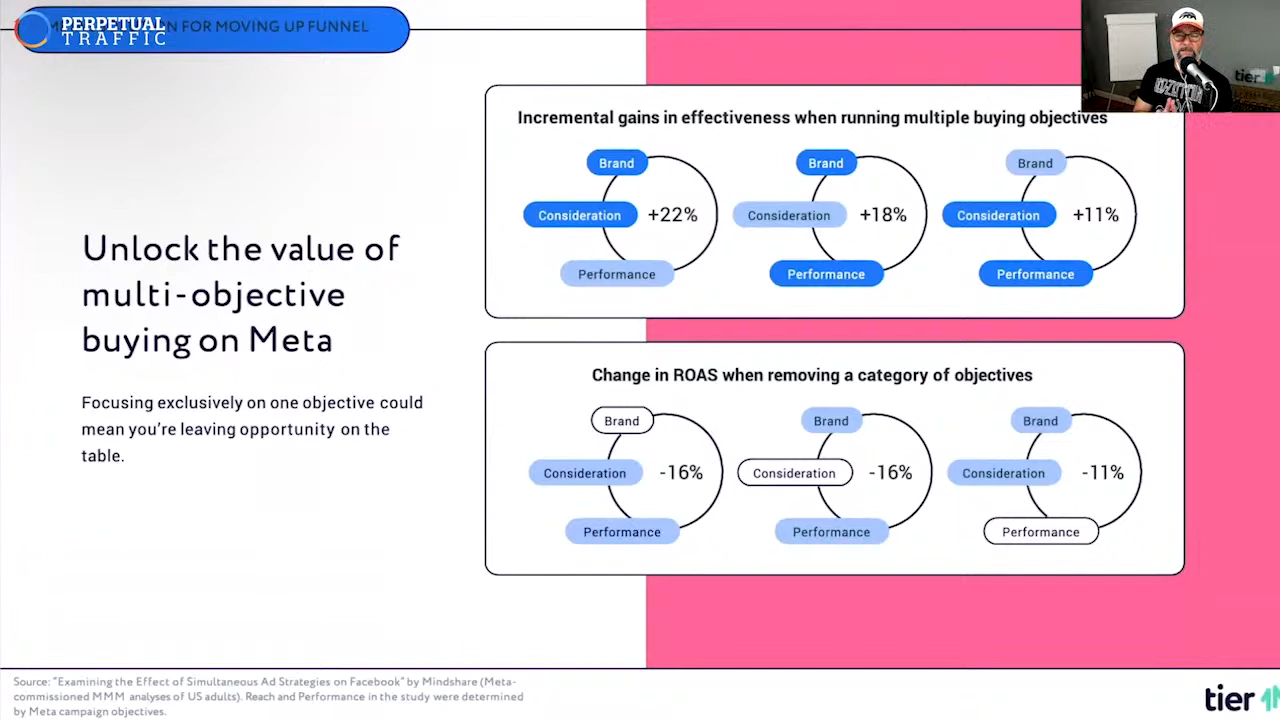 N FOR MOVING UP FUNNEL
PERPETUAL
TRAFFIC
tier
Unlock the value of
multi-objective
buying on Meta
Focusing exclusively on one objective could
mean you're leaving opportunity on the
table.
Incremental gains in effectiveness when running multiple buying objectives
Brand
Consideration
+22%
Performance
Brand
Consideration
+18%
Performance
Brand
Consideration
+11%
Performance
Change in ROAS when removing a category of objectives
Brand
Consideration
-16%
Performance
Brand
Consideration
-16%
Performance
Brand
Consideration
-11%
Performance
Source: "Examining the Effect of Simultaneous Ad Strategies on Facebook" by Mindshare (Meta-
commissioned MMM analyses of US adults). Reach and Performance in the study were determined
by Meta campaign objectives.
tier 11